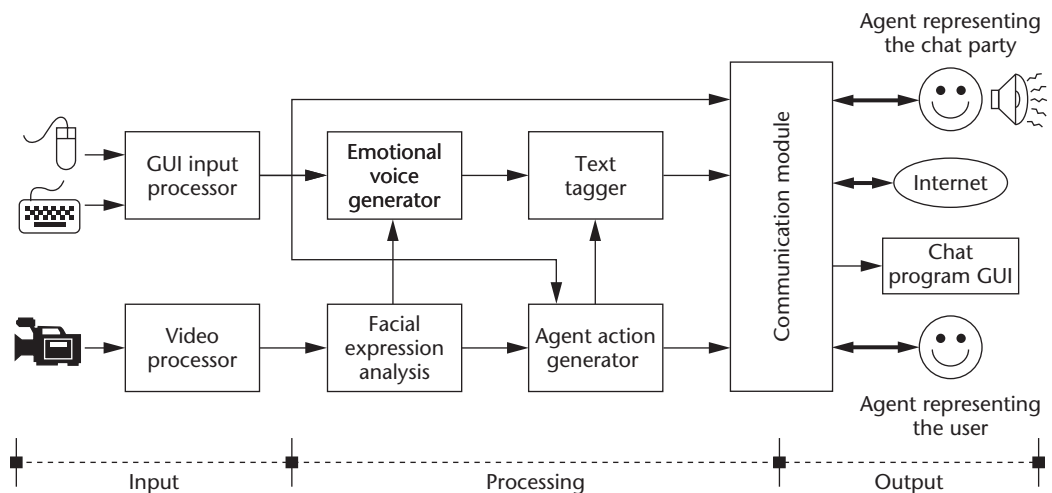 Agent representing
the chat party
GUI input
processor
Emotional
voice
generator
Text
tagger
Communication module
Internet
Chat
program GUI
Video
processor
Facial
expression
analysis
Agent action
generator
Agent representing
the user
Input
Processing
Output